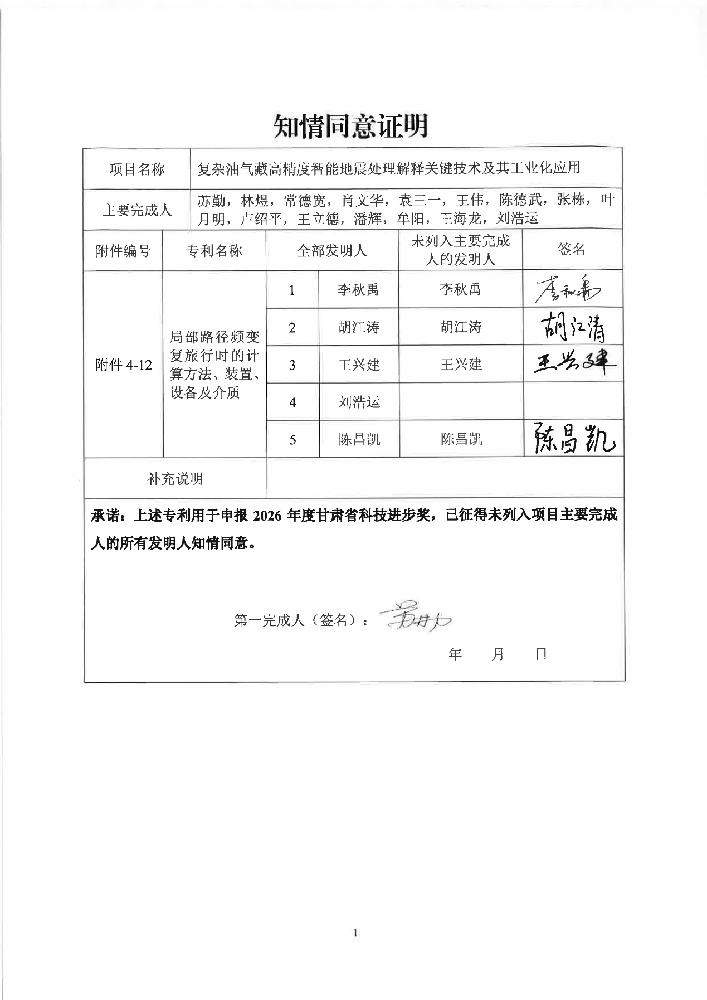 知情同意证明
项目名称
复杂油气藏高精度智能地震处理解释关键技术及其工业化应用
主要完成人
苏勤，林煜，常德宽，肖文华，袁三一，王伟，陈德武，张栋，叶
月明，卢绍平，王立德，潘辉，牟阳，王海龙，刘浩运
附件编号
专利名称
全部发明人
未列入主要完成
人的发明人
签名
附件 4-12
局部路径频变
复旅行时的计
算方法、装置、
设备及介质
1 李秋禹 李秋禹 李秋禹
2 胡江涛 胡江涛 胡江涛
3 王兴建 王兴建 王兴建
4 刘浩运
5 陈昌凯 陈昌凯 陈昌凯
补充说明
承诺：上述专利用于申报 2026 年度甘肃省科技进步奖，已征得未列入项目主要完成
人的所有发明人知情同意。
第一完成人（签名）： 苏勤
年 月 日
1